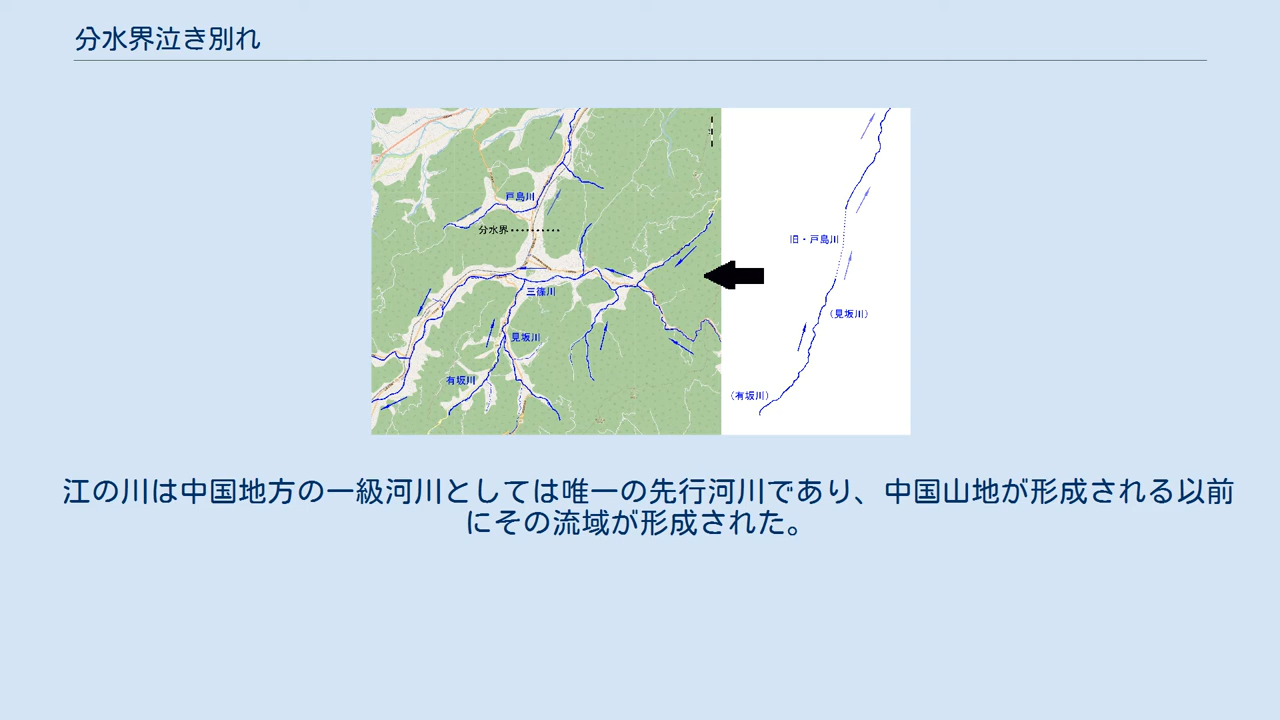 分水界泣き別れ
戸島川
分水界
三篠川
見坂川
有坂川
旧・戸島川
（見坂川）
（有坂川）
江の川は中国地方の一級河川としては唯一の先行河川であり、中国山地が形成される以前
にその流域が形成された。